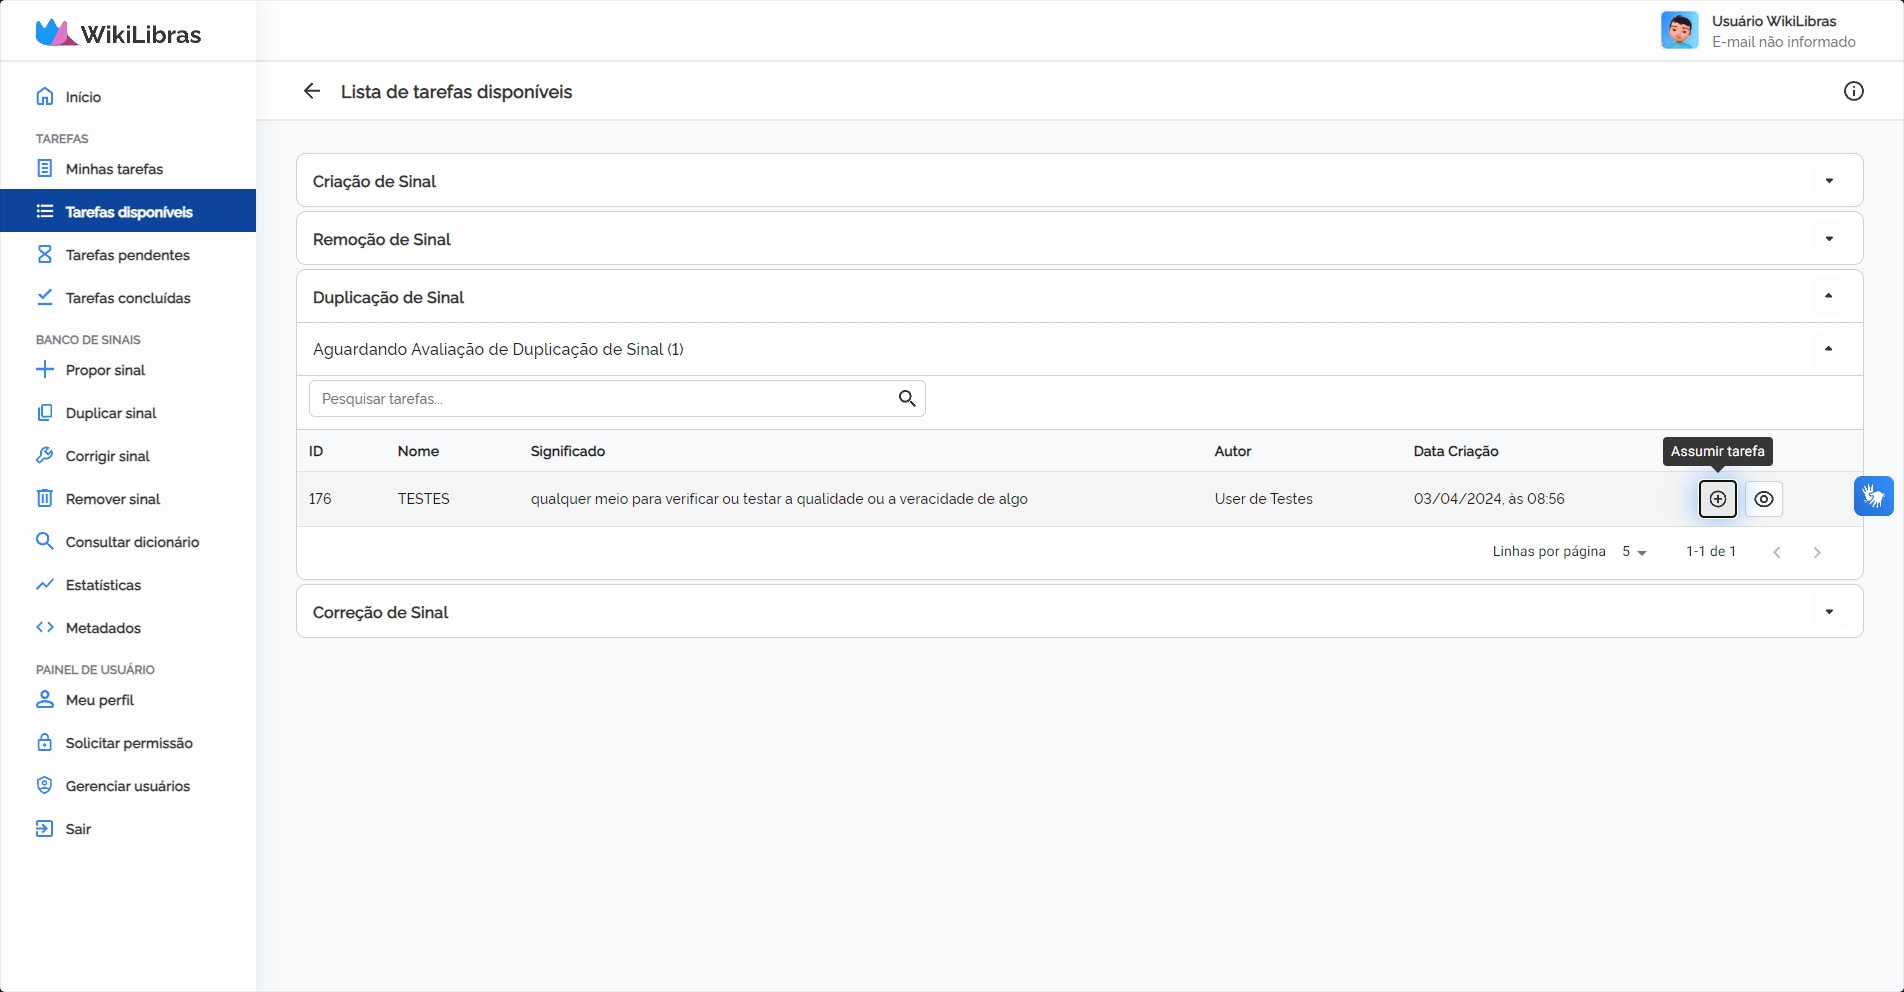 WikiLibras
Usuário WikiLibras
E-mail não informado
Início
TAREFAS
Minhas tarefas
Tarefas disponíveis
Tarefas pendentes
Tarefas concluídas
BANCO DE SINAIS
Propor sinal
Duplicar sinal
Corrigir sinal
Remover sinal
Consultar dicionário
Estatísticas
Metadados
PAINEL DE USUÁRIO
Meu perfil
Solicitar permissão
Gerenciar usuários
Sair
Lista de tarefas disponíveis
Criação de Sinal
Remoção de Sinal
Duplicação de Sinal
Aguardando Avaliação de Duplicação de Sinal (1)
Pesquisar tarefas...
ID Nome Significado Autor Data Criação Assumir tarefa
176 TESTES qualquer meio para verificar ou testar a qualidade ou a veracidade de algo User de Testes 03/04/2024, às 08:56
Linhas por página 5 1-1 de 1
Correção de Sinal